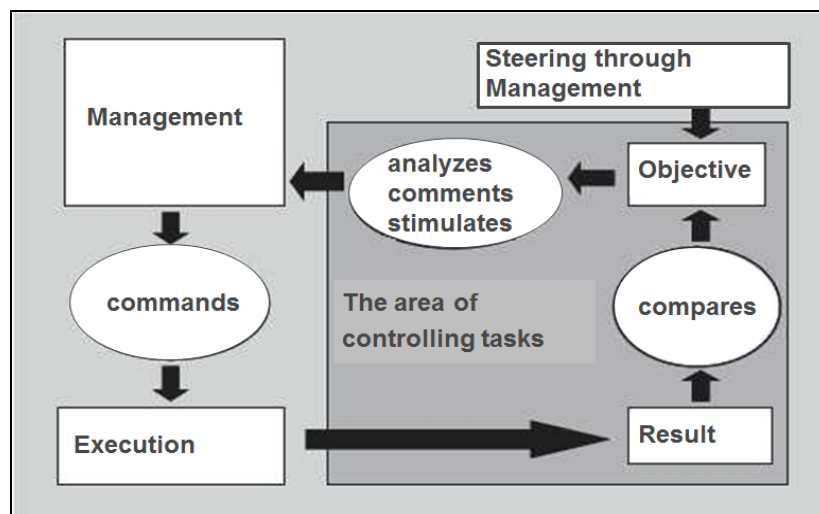 Steering through
Management
Management
analyzes
comments
stimulates
Objective
commands
The area of
controlling tasks
compares
Execution
Result